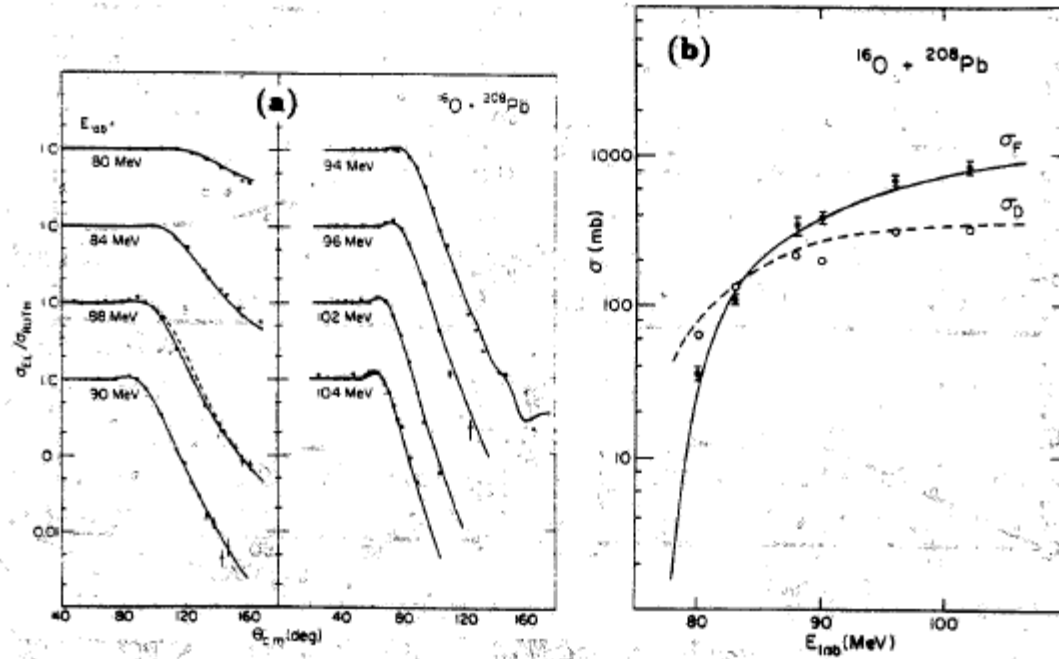 (a)
¹⁶O + ²⁰⁸Pb
E_lab =
1.0
80 MeV
1.0
84 MeV
1.0
88 MeV
1.0
90 MeV
0.01
94 MeV
96 MeV
102 MeV
104 MeV
σ_EL/σ_RUTH
40 80 120 160
40 80 120 160
θ_c.m.(deg)
(b)
¹⁶O + ²⁰⁸Pb
1000
100
10
σ (mb)
σ_F
σ_D
80 90 100
E_lab(MeV)